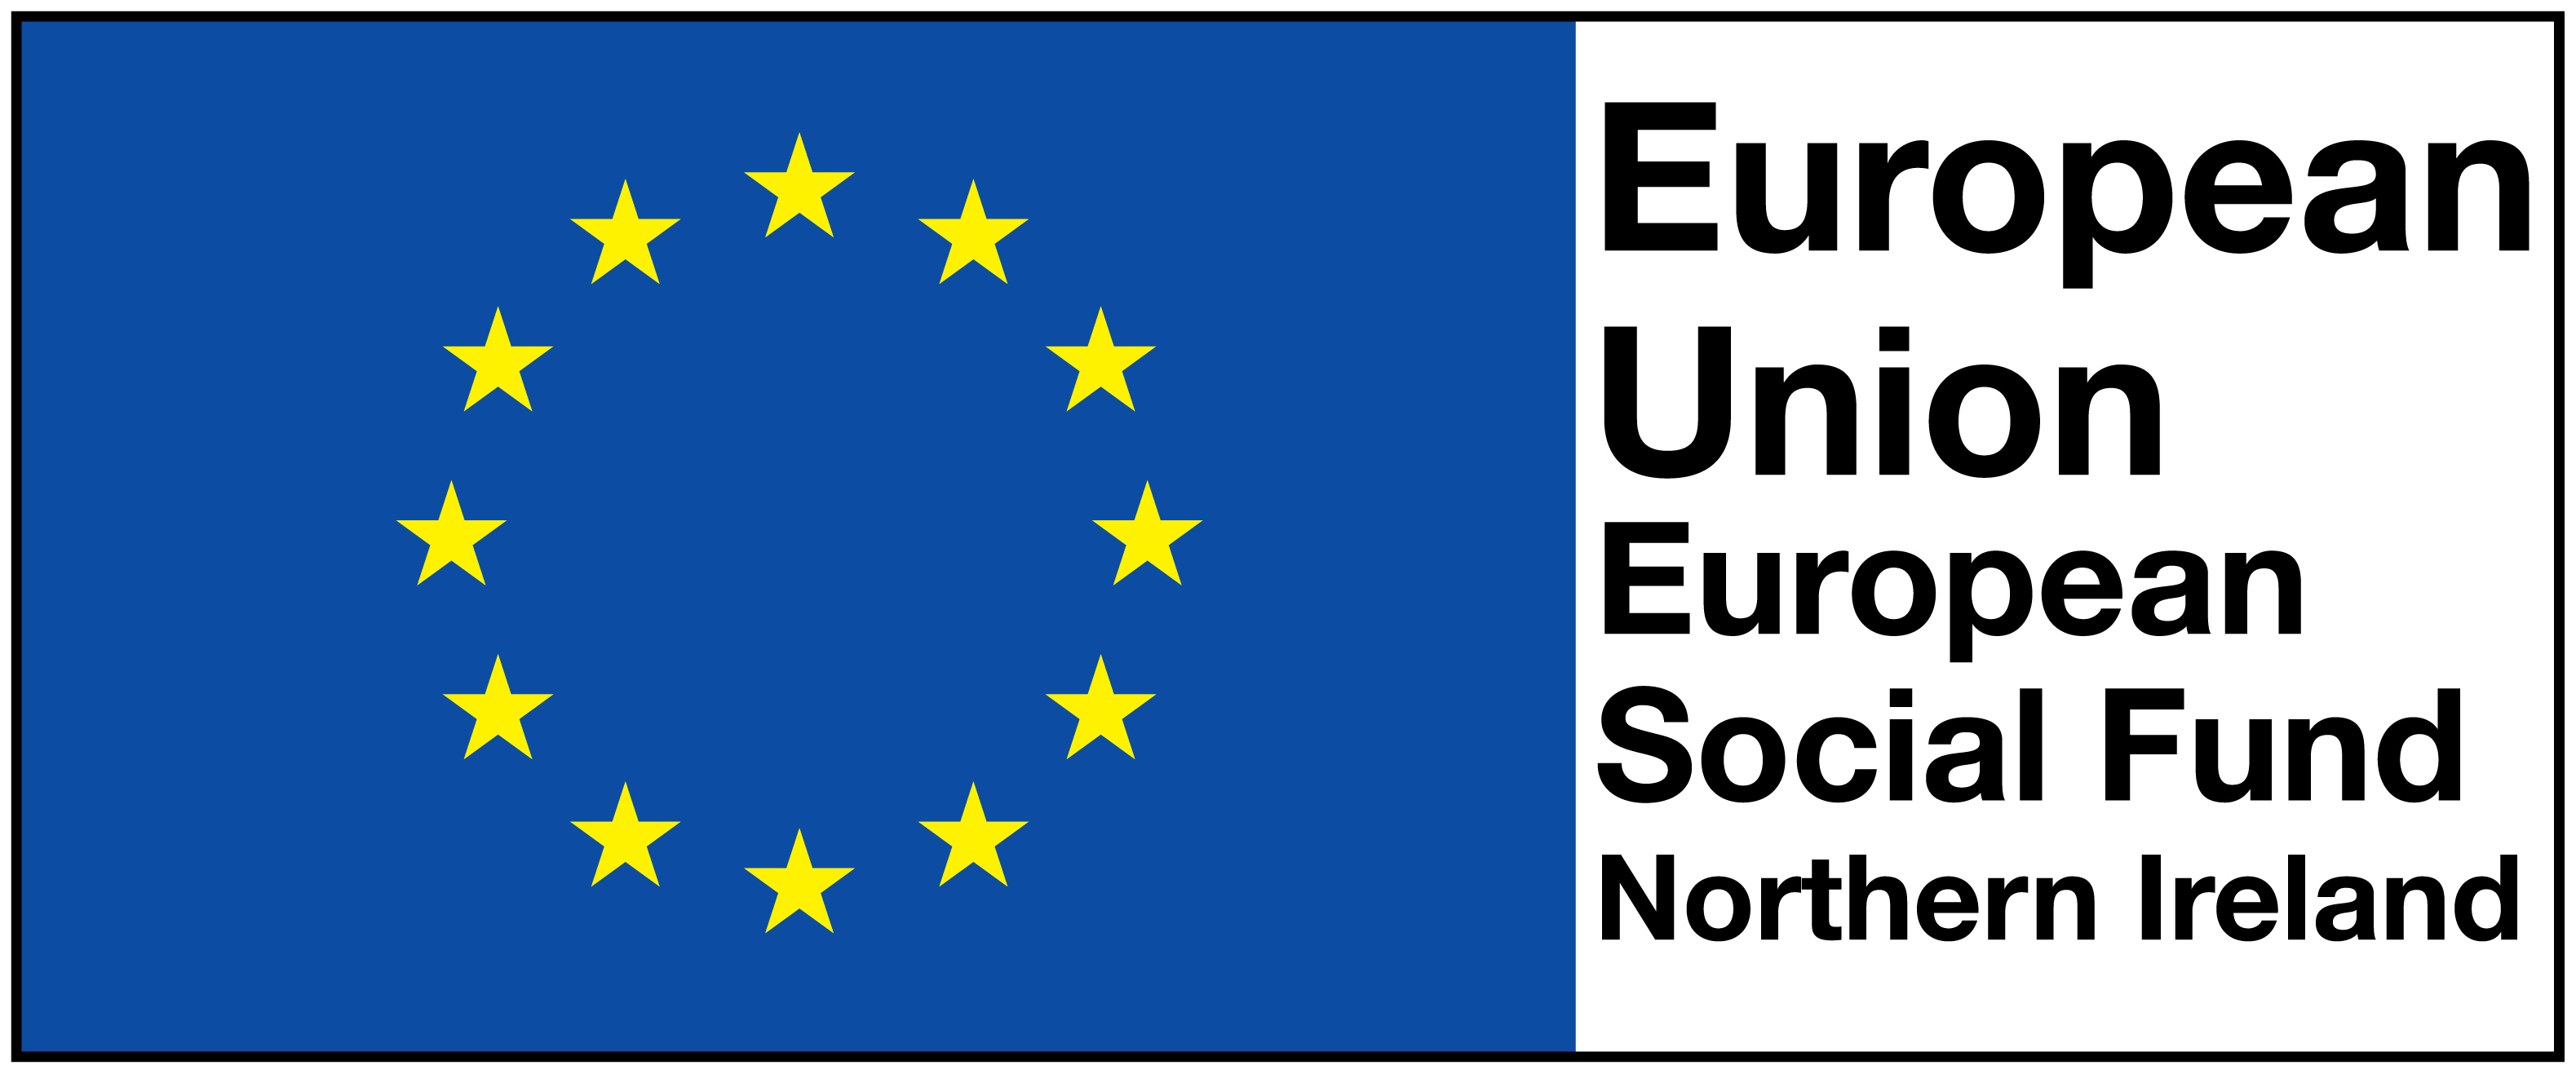 European
Union
European
Social Fund
Northern Ireland